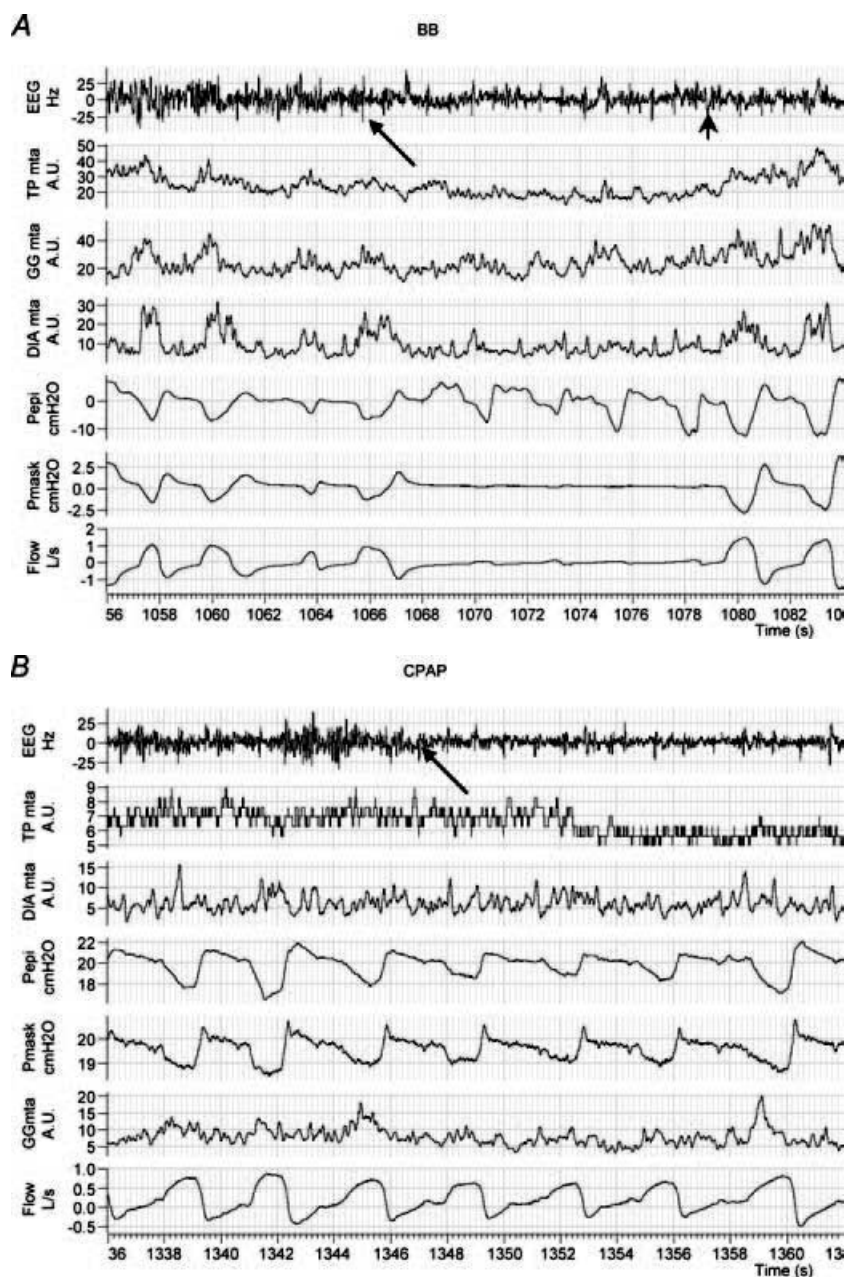 A
BB
EEG
Hz
25
0
-25
TP mta
A.U.
50
40
30
20
GG mta
A.U.
40
20
DIA mta
A.U.
30
20
10
Pepi
cmH2O
0
-10
Pmask
cmH2O
2.5
0.0
-2.5
Flow
L/s
2
1
0
-1
56 1058 1060 1062 1064 1066 1068 1070 1072 1074 1076 1078 1080 1082 106
Time (s)
B
CPAP
EEG
Hz
25
0
-25
TP mta
A.U.
9
8
7
6
5
DIA mta
A.U.
15
10
5
Pepi
cmH2O
22
20
18
Pmask
cmH2O
20
19
GGmta
A.U.
20
15
10
5
Flow
L/s
1.0
0.5
0.0
-0.5
36 1338 1340 1342 1344 1346 1348 1350 1352 1354 1356 1358 1360 13
Time (s)